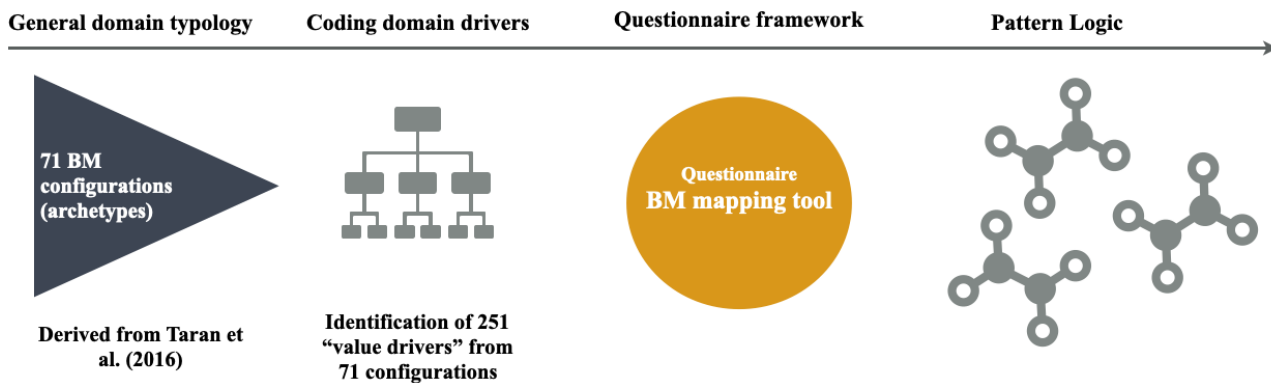 General domain typology
Coding domain drivers
Questionnaire framework
Pattern Logic
71 BM
configurations
(archetypes)
Questionnaire
BM mapping tool
Derived from Taran et
al. (2016)
Identification of 251
“value drivers” from
71 configurations